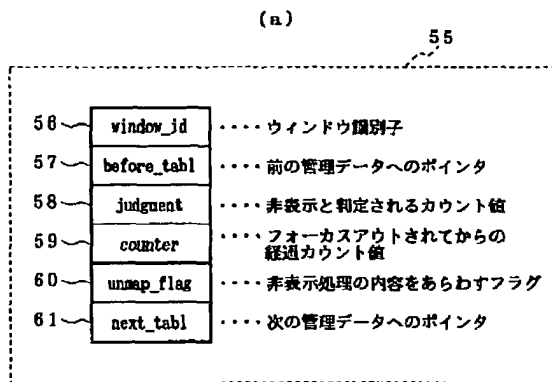 (a)
55
56 window_id ････ウィンドウ識別子
57 before_tabl ････前の管理データへのポインタ
58 judgment ････非表示と判定されるカウント値
59 counter ････フォーカスアウトされてからの
経過カウント値
60 unmap_flag ････非表示処理の内容をあらわすフラグ
61 next_tabl ････次の管理データへのポインタ